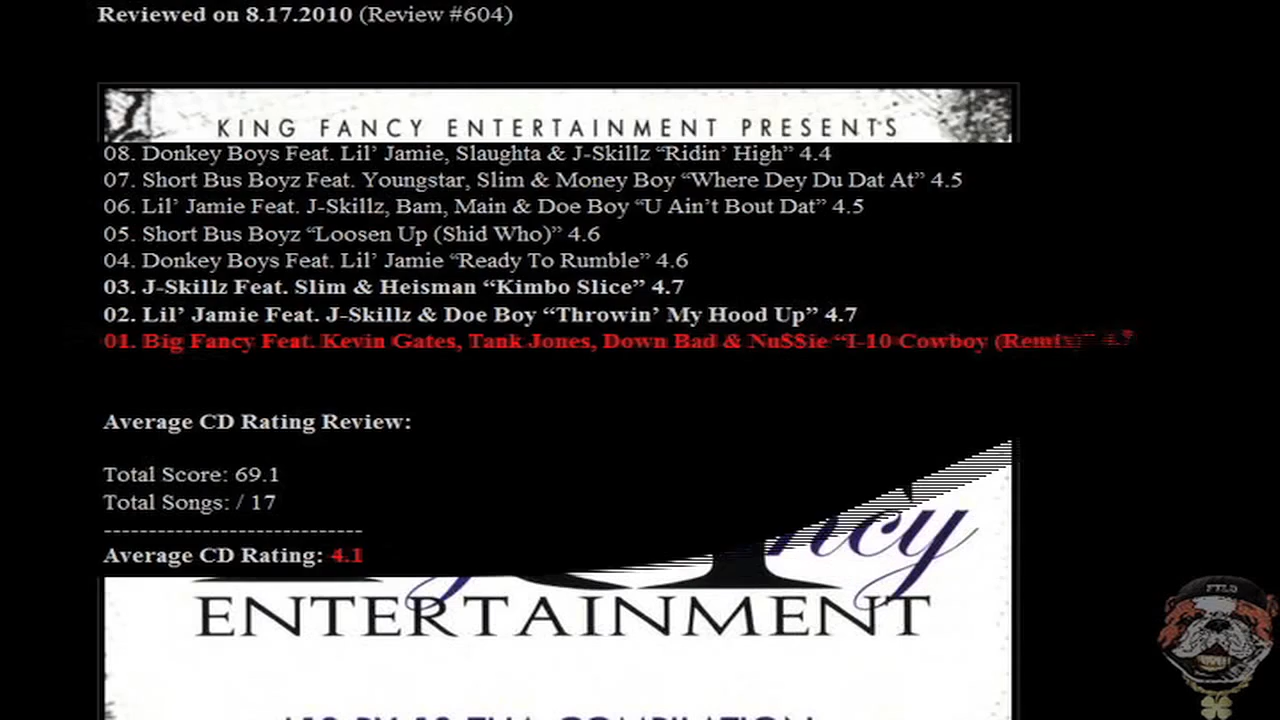 Reviewed on 8.17.2010 (Review #604)
KING FANCY ENTERTAINMENT PRESENTS
08. Donkey Boys Feat. Lil’ Jamie, Slaughta & J-Skillz “Ridin’ High” 4.4
07. Short Bus Boyz Feat. Youngstar, Slim & Money Boy “Where Dey Du Dat At” 4.5
06. Lil’ Jamie Feat. J-Skillz, Bam, Main & Doe Boy “U Ain’t Bout Dat” 4.5
05. Short Bus Boyz “Loosen Up (Shid Who)” 4.6
04. Donkey Boys Feat. Lil’ Jamie “Ready To Rumble” 4.6
03. J-Skillz Feat. Slim & Heisman “Kimbo Slice” 4.7
02. Lil’ Jamie Feat. J-Skillz & Doe Boy “Throwin’ My Hood Up” 4.7
01. Big Fancy Feat. Kevin Gates, Tank Jones, Down Bad & Nu$$ie “I-10 Cowboy (Remix)”
Average CD Rating Review:
Total Score: 69.1
Total Songs: / 17
----------------------------
Average CD Rating: 4.1
ENTERTAINMENT